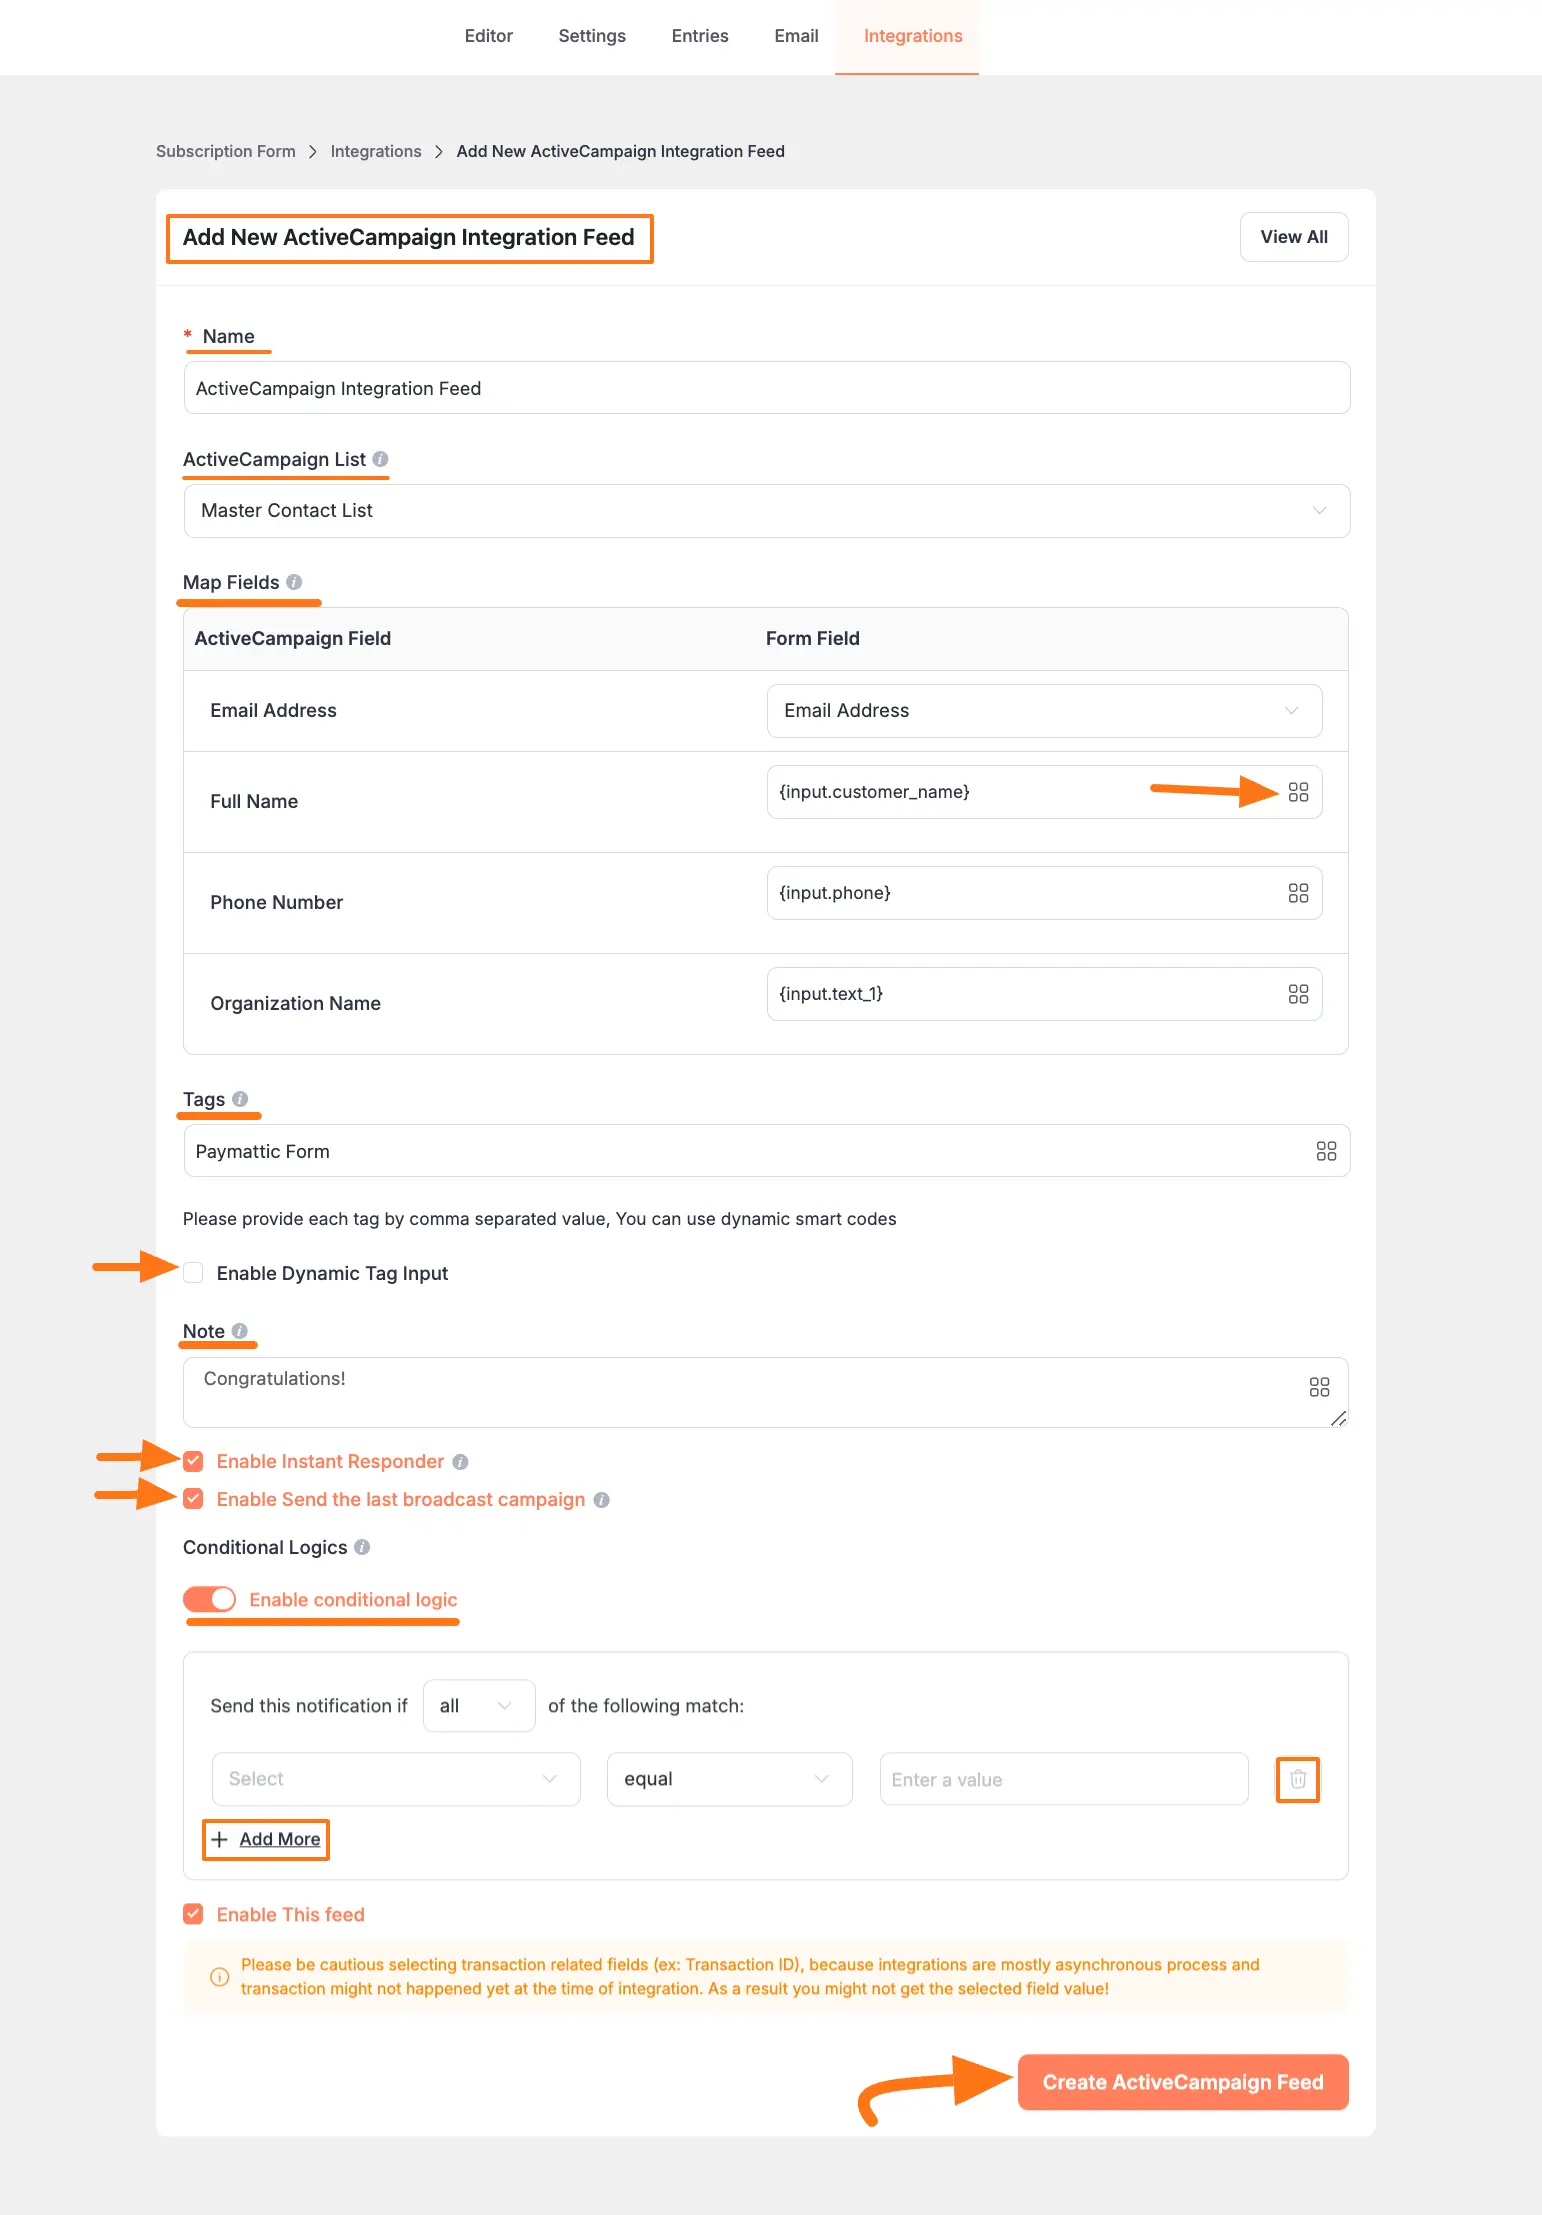 Editor Settings Entries Email Integrations
Subscription Form > Integrations > Add New ActiveCampaign Integration Feed
Add New ActiveCampaign Integration Feed
View All
* Name
ActiveCampaign Integration Feed
ActiveCampaign List
Master Contact List
Map Fields
ActiveCampaign Field Form Field
Email Address Email Address
Full Name {input.customer_name}
Phone Number {input.phone}
Organization Name {input.text_1}
Tags
Paymattic Form
Please provide each tag by comma separated value, You can use dynamic smart codes
Enable Dynamic Tag Input
Note
Congratulations!
Enable Instant Responder
Enable Send the last broadcast campaign
Conditional Logics
Enable conditional logic
Send this notification if all of the following match:
Select equal Enter a value
+ Add More
Enable This feed
Please be cautious selecting transaction related fields (ex: Transaction ID), because integrations are mostly asynchronous process and
transaction might not happened yet at the time of integration. As a result you might not get the selected field value!
Create ActiveCampaign Feed